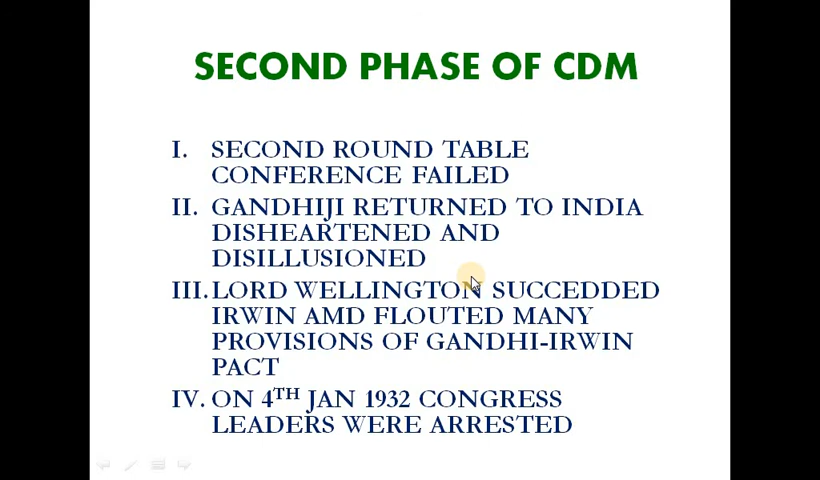 SECOND PHASE OF CDM
I. SECOND ROUND TABLE
CONFERENCE FAILED
II. GANDHIJI RETURNED TO INDIA
DISHEARTENED AND
DISILLUSIONED
III. LORD WELLINGTON SUCCEDDED
IRWIN AMD FLOUTED MANY
PROVISIONS OF GANDHI-IRWIN
PACT
IV. ON 4TH JAN 1932 CONGRESS
LEADERS WERE ARRESTED